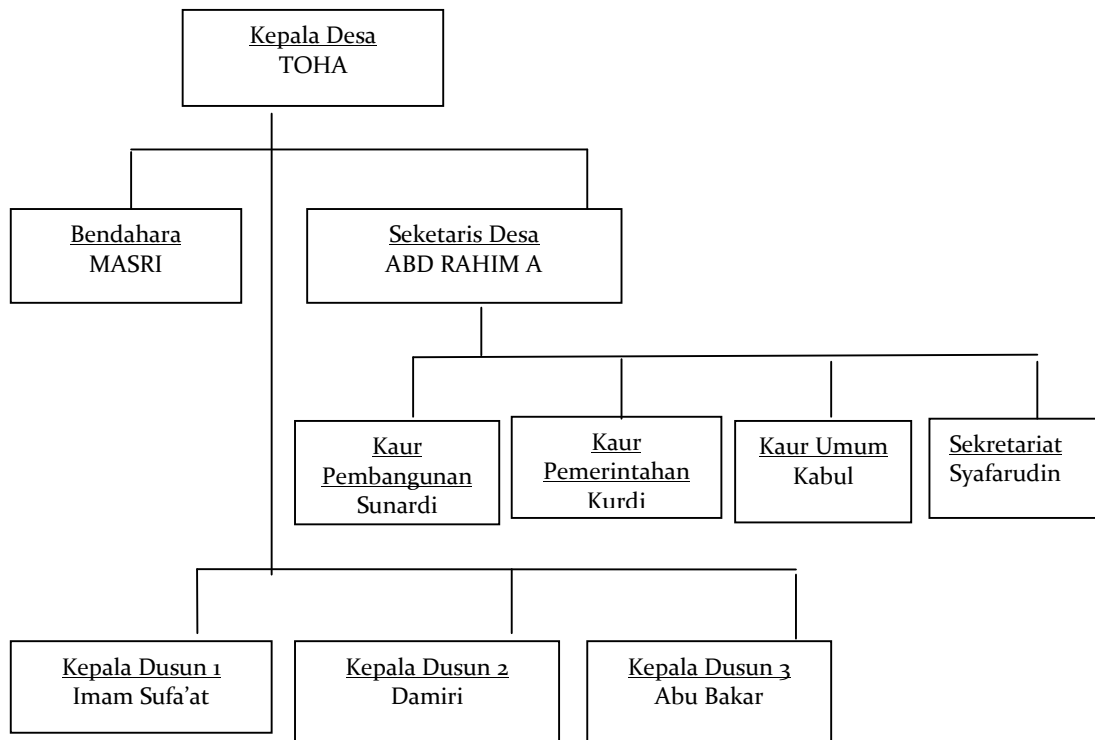 Kepala Desa
TOHA
Bendahara
MASRI
Seketaris Desa
ABD RAHIM A
Kaur
Pembangunan
Sunardi
Kaur
Pemerintahan
Kurdi
Kaur Umum
Kabul
Sekretariat
Syafarudin
Kepala Dusun 1
Imam Sufa’at
Kepala Dusun 2
Damiri
Kepala Dusun 3
Abu Bakar